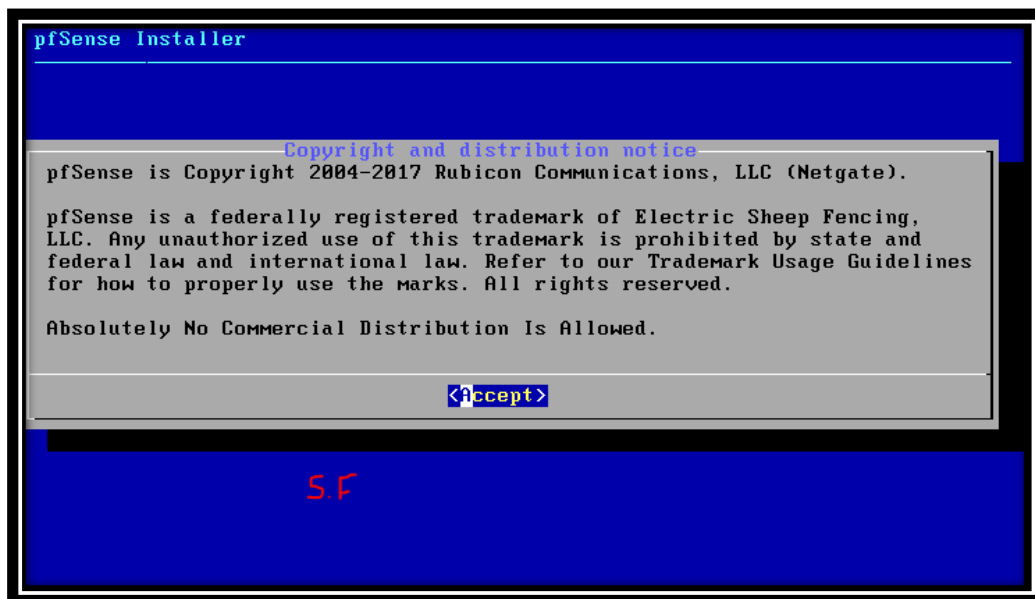 pfSense Installer
Copyright and distribution notice
pfSense is Copyright 2004-2017 Rubicon Communications, LLC (Netgate).
pfSense is a federally registered trademark of Electric Sheep Fencing,
LLC. Any unauthorized use of this trademark is prohibited by state and
federal law and international law. Refer to our Trademark Usage Guidelines
for how to properly use the marks. All rights reserved.
Absolutely No Commercial Distribution Is Allowed.
<Accept>
S.F